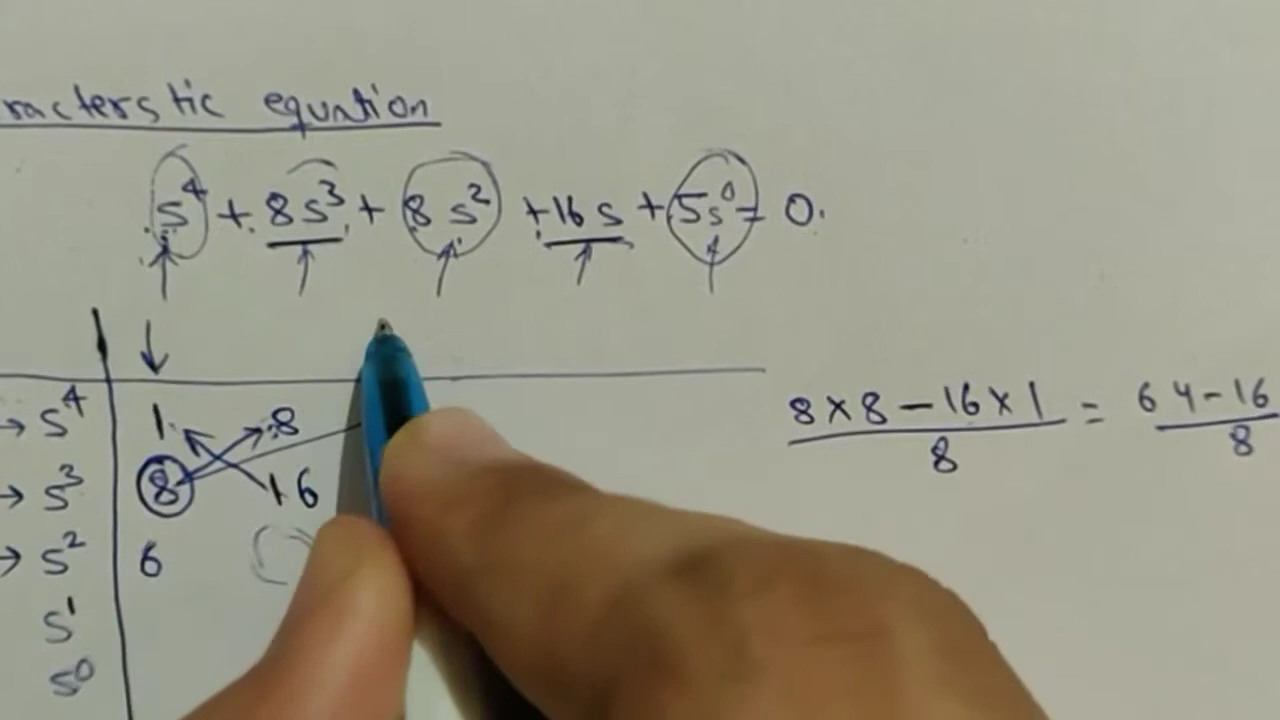 racterstic equation
s⁴ + 8s³ + 8s² + 16s + 5s⁰ = 0.
→ s⁴ 1 8
→ s³ 8 16
→ s² 6
s¹
s⁰
8×8 – 16×1 / 8 = 64 – 16 / 8